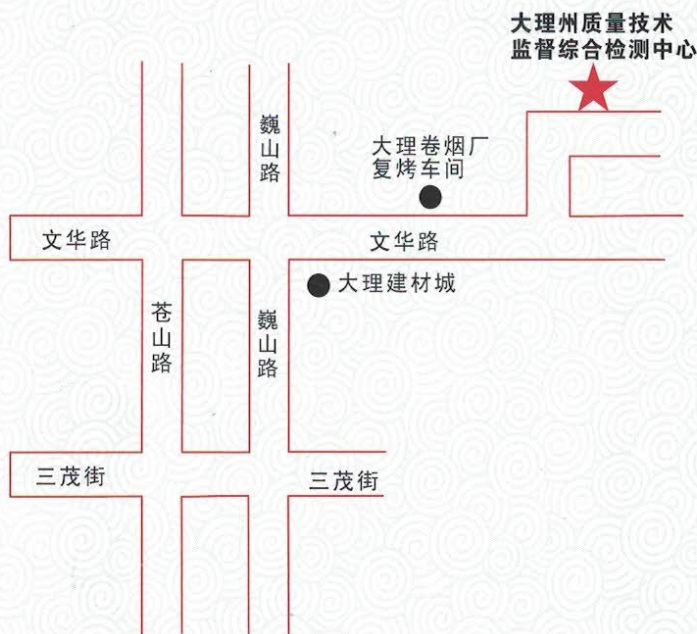 大理州质量技术
监督综合检测中心
巍山路
大理卷烟厂
复烤车间
文华路
文华路
大理建材城
苍山路
巍山路
三茂街
三茂街